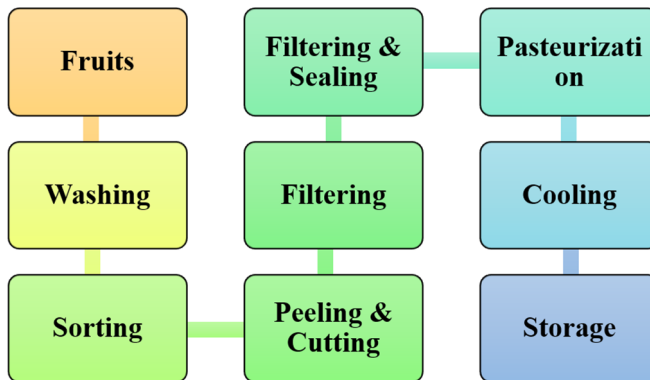 Fruits
Washing
Sorting
Peeling &
Cutting
Filtering
Filtering &
Sealing
Pasteurizati
on
Cooling
Storage